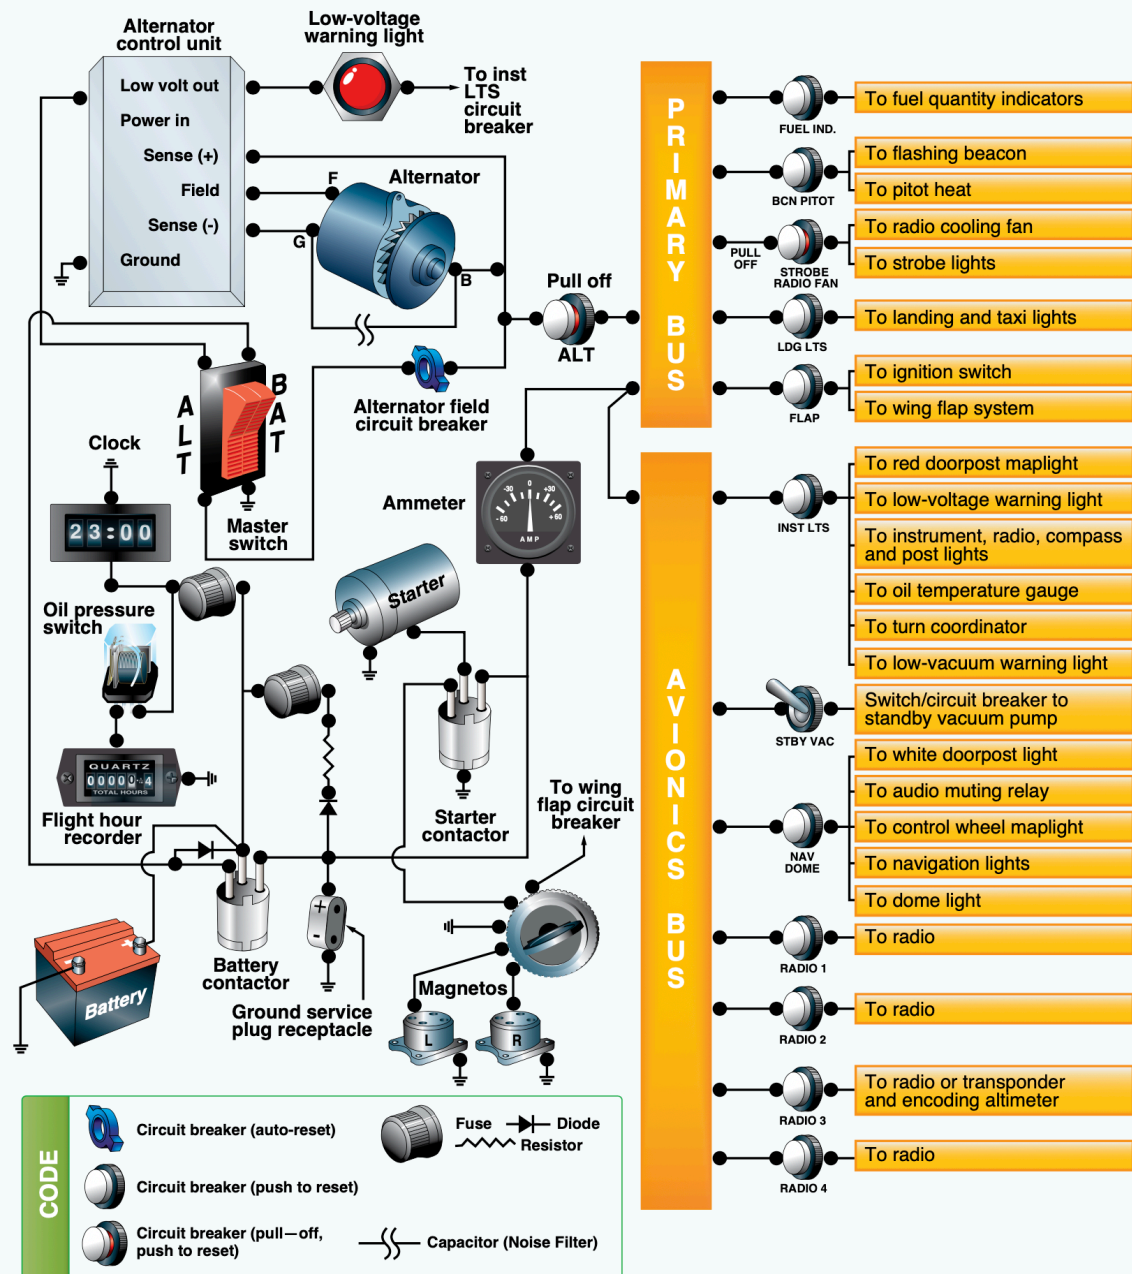 Alternator
control unit
Low-voltage
warning light
Low volt out
Power in
Sense (+)
Field
Sense (-)
Ground
To inst
LTS
circuit
breaker
F
Alternator
G
B
Pull off
ALT
Alternator field
circuit breaker
ALT
BAT
Master
switch
Clock
23:00
Ammeter
-30
0
+30
-60
+60
AMP
Oil pressure
switch
Starter
QUARTZ
00000.44
TOTAL HOURS
Flight hour
recorder
Starter
contactor
To wing
flap circuit
breaker
+
-
+
-
Battery
Battery
contactor
Ground service
plug receptacle
Magnetos
L
R
PRIMARY BUS
FUEL IND.
To fuel quantity indicators
BCN PITOT
To flashing beacon
To pitot heat
PULL
OFF
STROBE
RADIO FAN
To radio cooling fan
To strobe lights
LDG LTS
To landing and taxi lights
FLAP
To ignition switch
To wing flap system
AVIONICS BUS
INST LTS
To red doorpost maplight
To low-voltage warning light
To instrument, radio, compass
and post lights
To oil temperature gauge
To turn coordinator
To low-vacuum warning light
STBY VAC
Switch/circuit breaker to
standby vacuum pump
NAV
DOME
To white doorpost light
To audio muting relay
To control wheel maplight
To navigation lights
To dome light
RADIO 1
To radio
RADIO 2
To radio
RADIO 3
To radio or transponder
and encoding altimeter
RADIO 4
To radio
CODE
Circuit breaker (auto-reset)
Circuit breaker (push to reset)
Circuit breaker (pull—off,
push to reset)
Fuse
Diode
Resistor
Capacitor (Noise Filter)